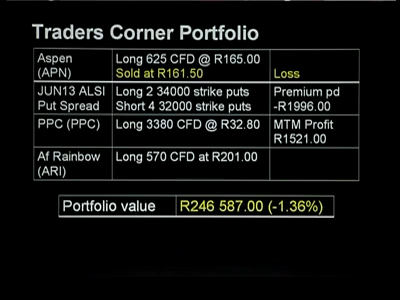 Traders Corner Portfolio
Aspen (APN) Long 625 CFD @ R165.00
Sold at R161.50 Loss
JUN13 ALSI Put Spread Long 2 34000 strike puts
Short 4 32000 strike puts Premium pd
-R1996.00
PPC (PPC) Long 3380 CFD @ R32.80 MTM Profit
R1521.00
Af Rainbow (ARI) Long 570 CFD at R201.00
Portfolio value R246 587.00 (-1.36%)